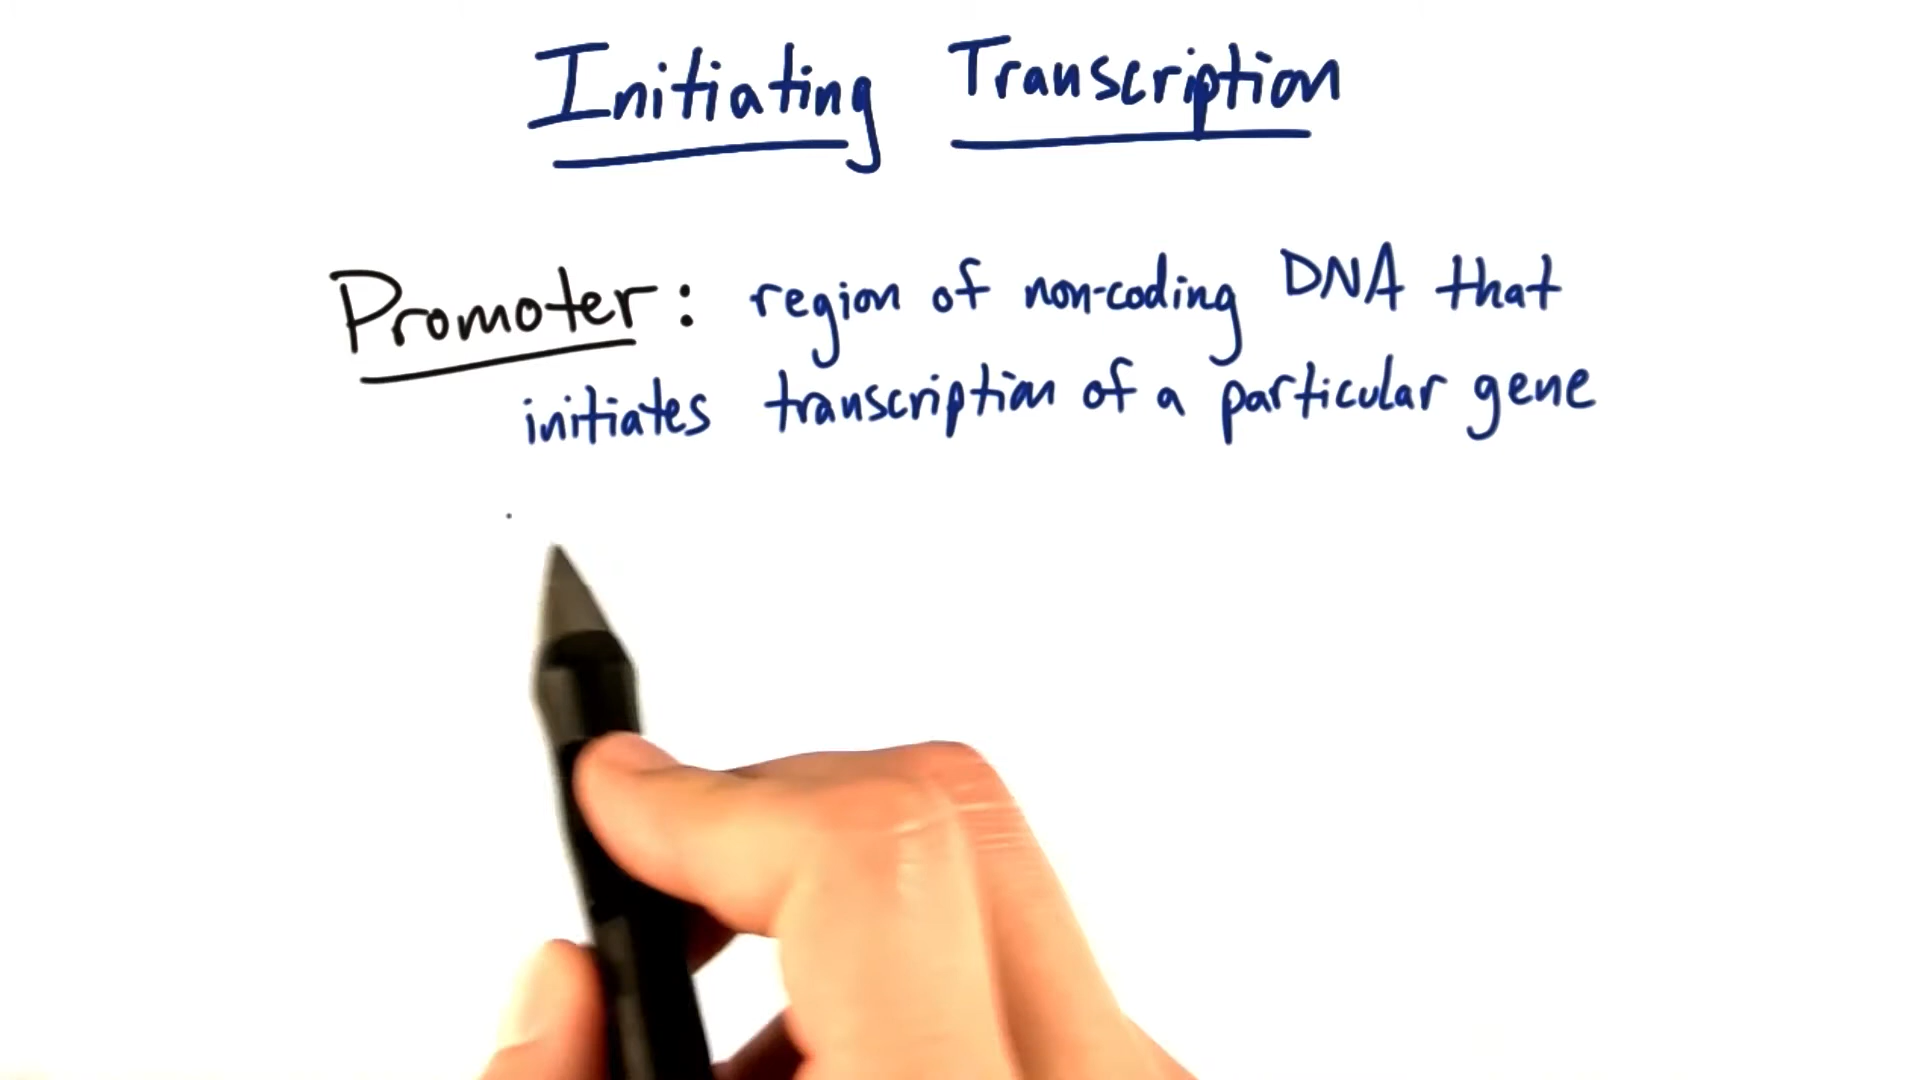 Initiating Transcription
Promoter: region of non-coding DNA that
initiates transcription of a particular gene